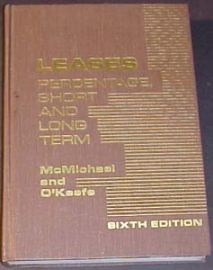 LEASES
PERCENTAGE,
SHORT
AND
LONG
TERM
McMichael
and
O'Keefe
SIXTH EDITION